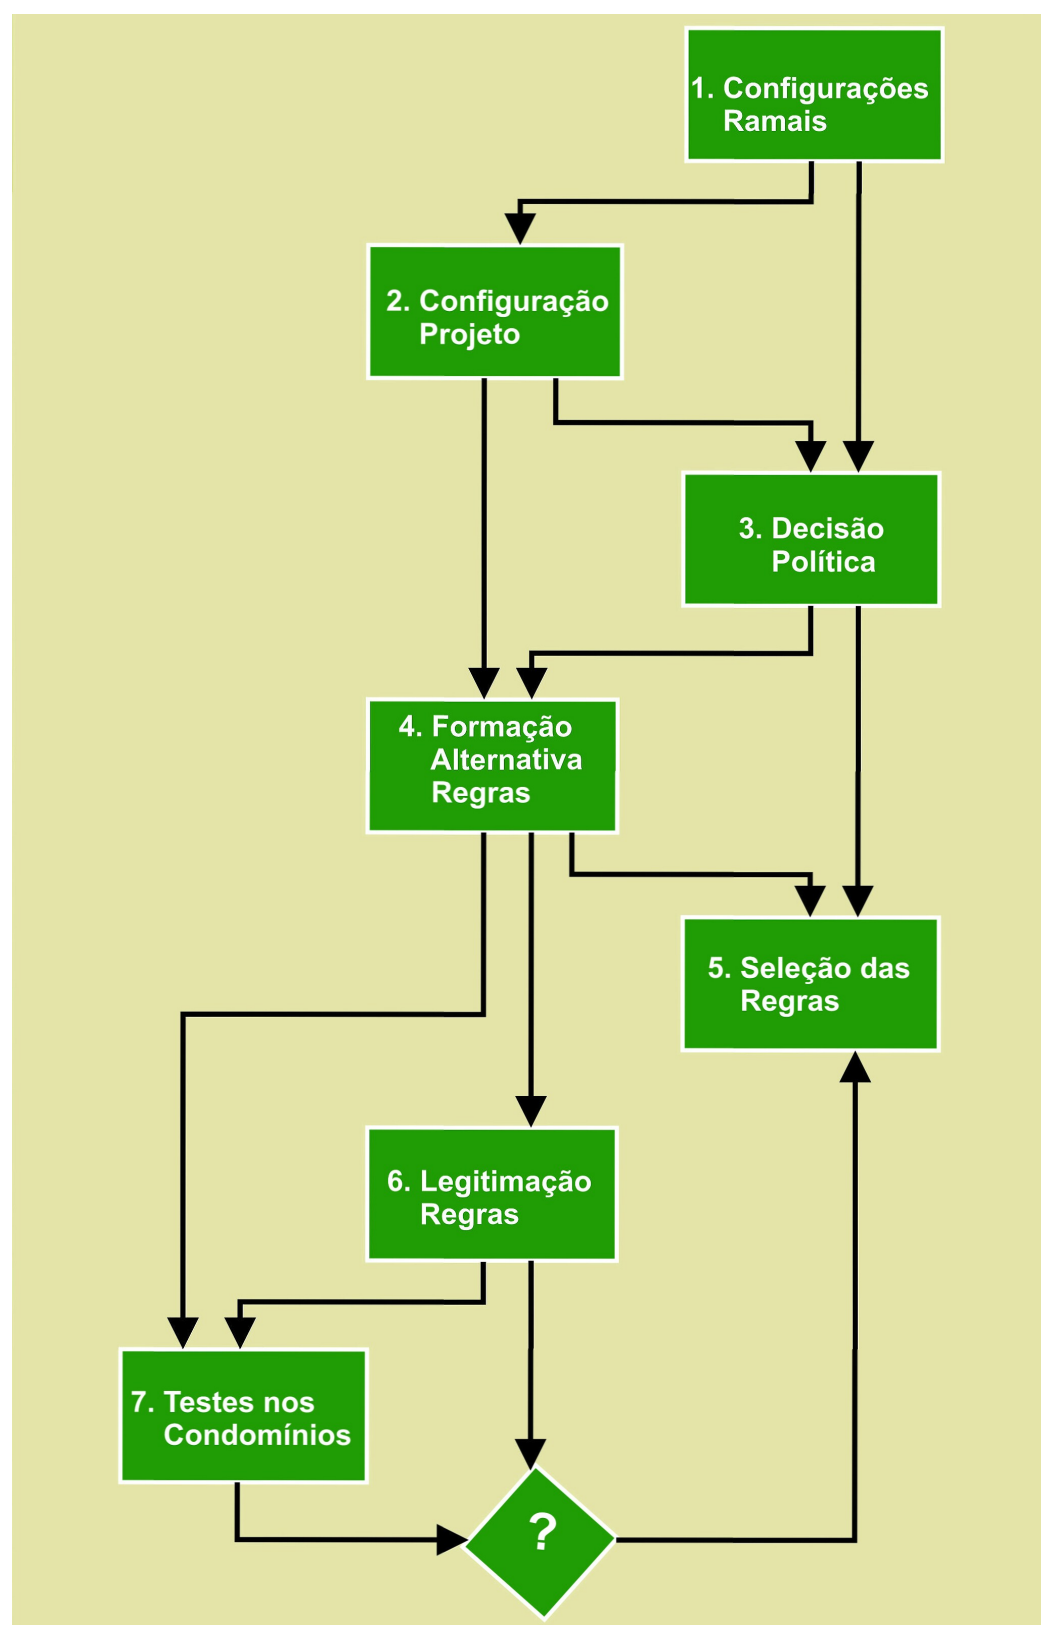 1. Configurações
Ramais
2. Configuração
Projeto
3. Decisão
Política
4. Formação
Alternativa
Regras
5. Seleção das
Regras
6. Legitimação
Regras
7. Testes nos
Condomínios
?